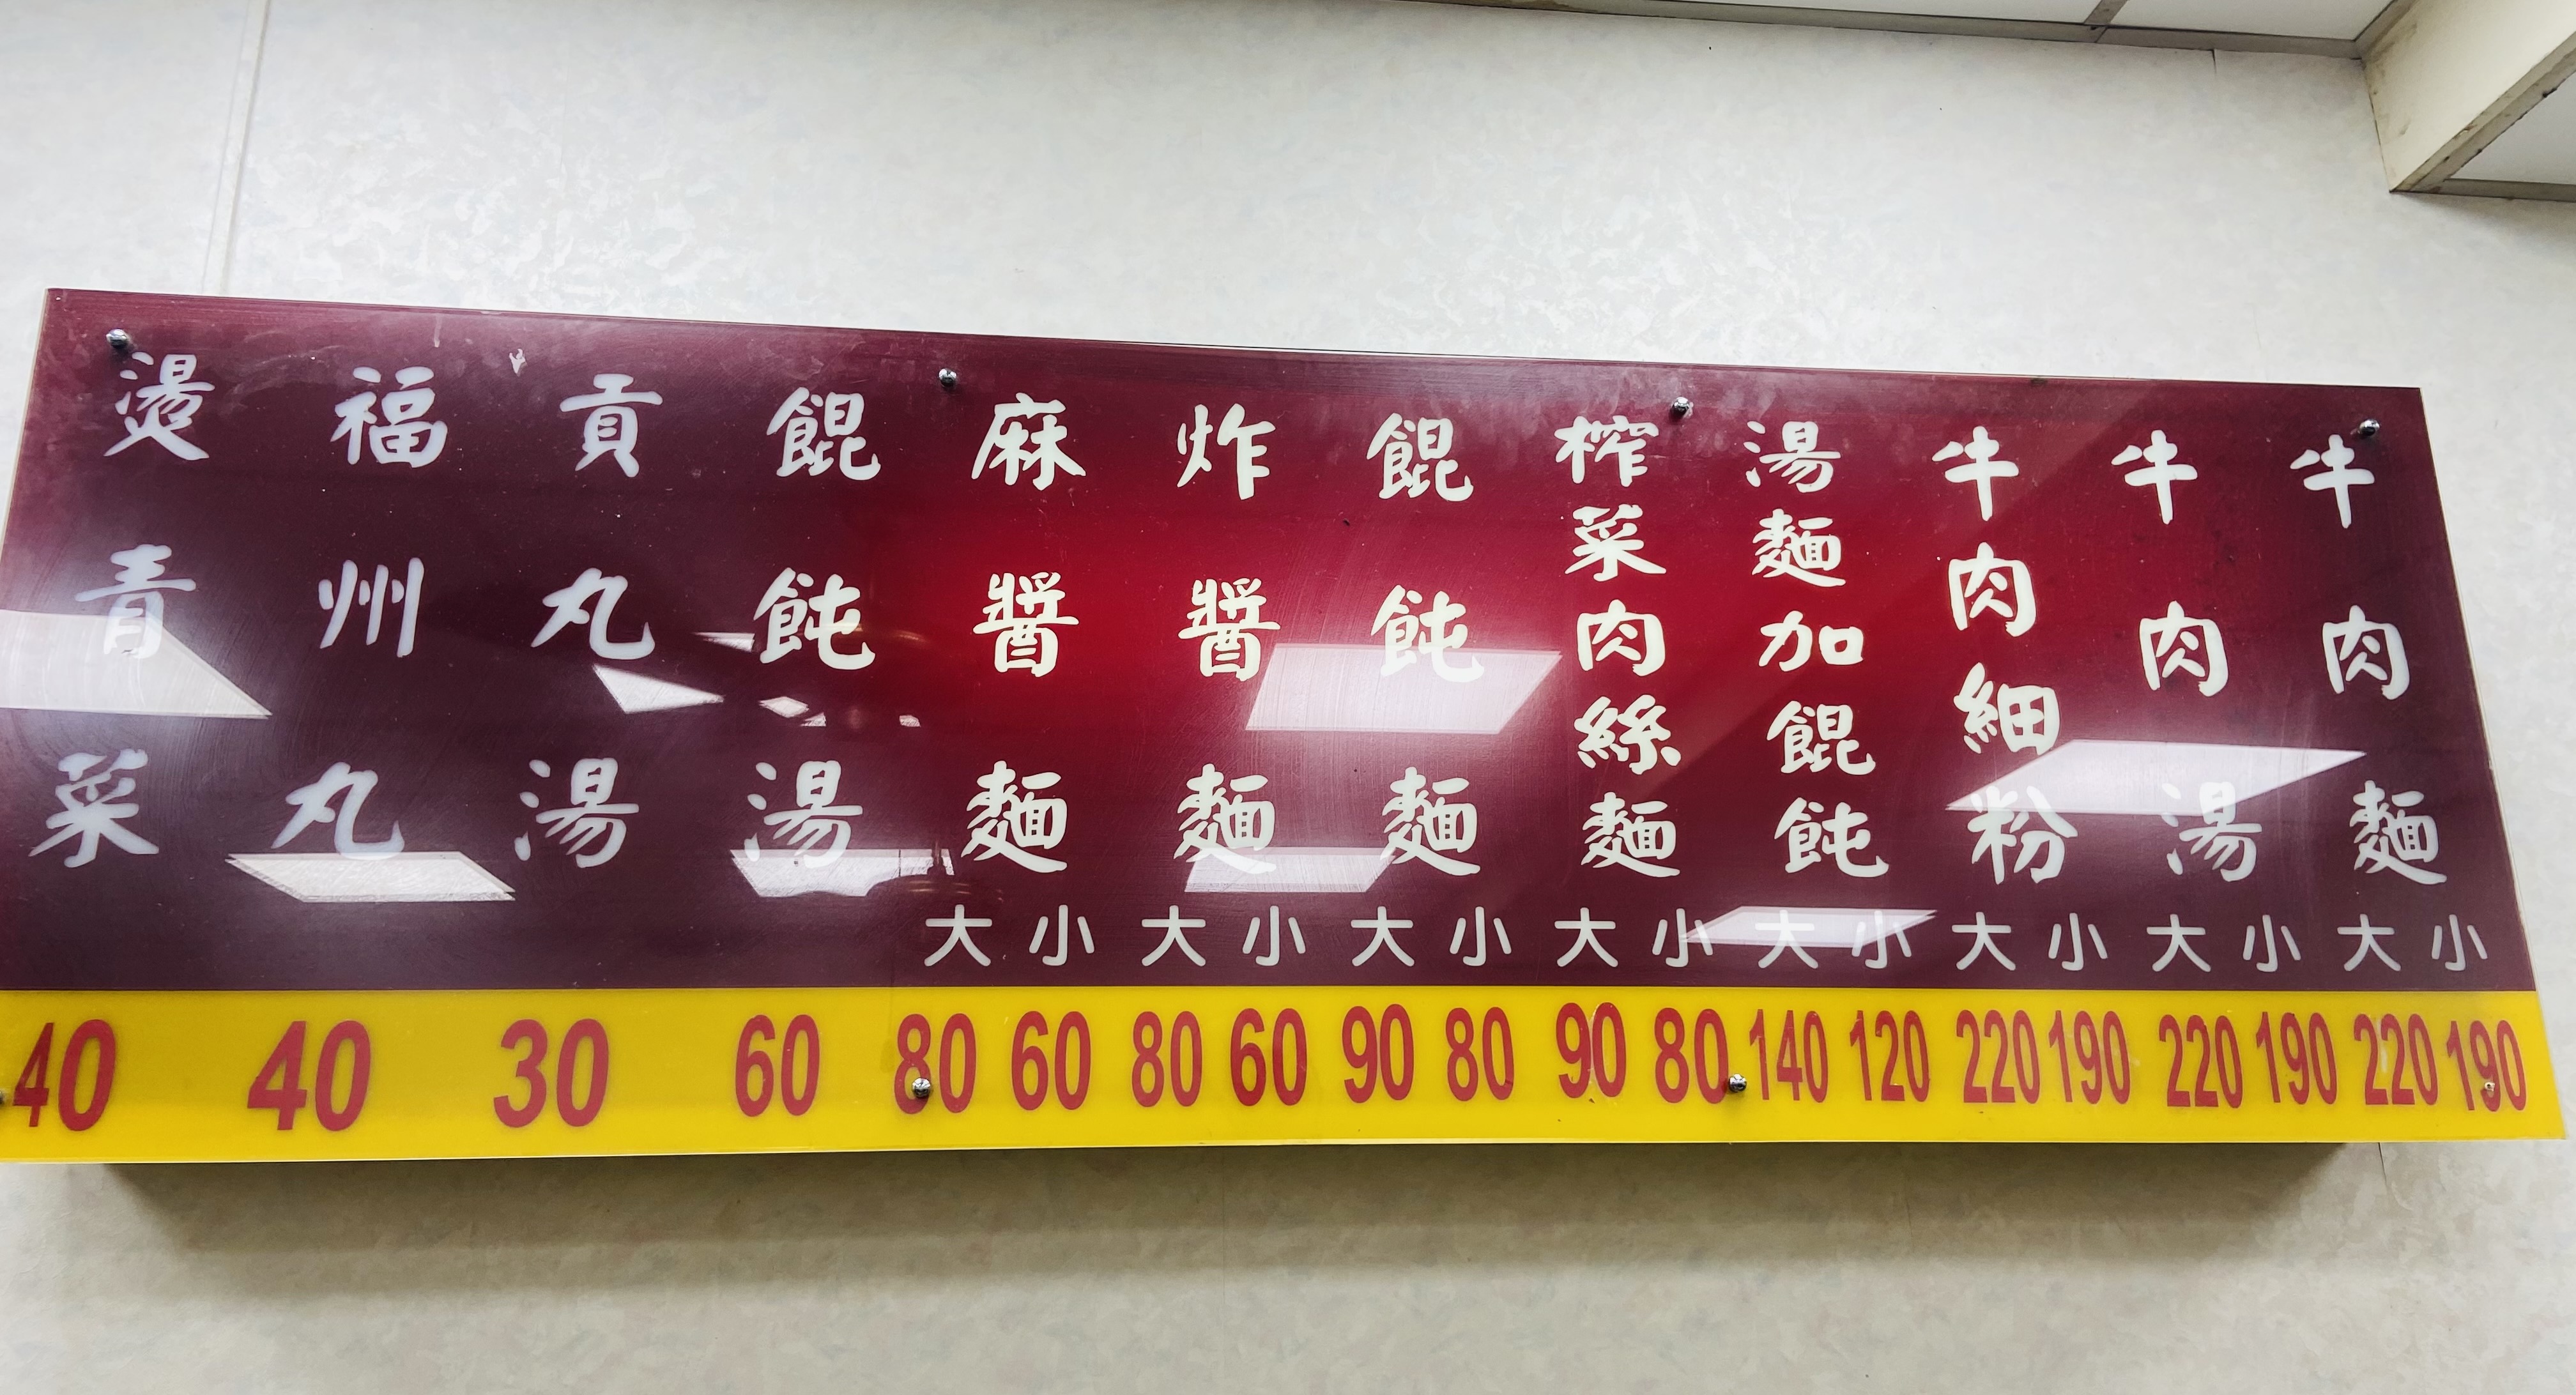 牛肉麵
大 小
220 190
牛肉湯
大 小
220 190
牛肉細粉
大 小
220 190
湯麵加餛飩
大 小
140 120
榨菜肉絲麵
大 小
90 80
餛飩麵
大 小
90 80
炸醬麵
大 小
80 60
麻醬麵
大 小
80 60
餛飩湯
60
貢丸湯
30
福州丸
40
燙青菜
40